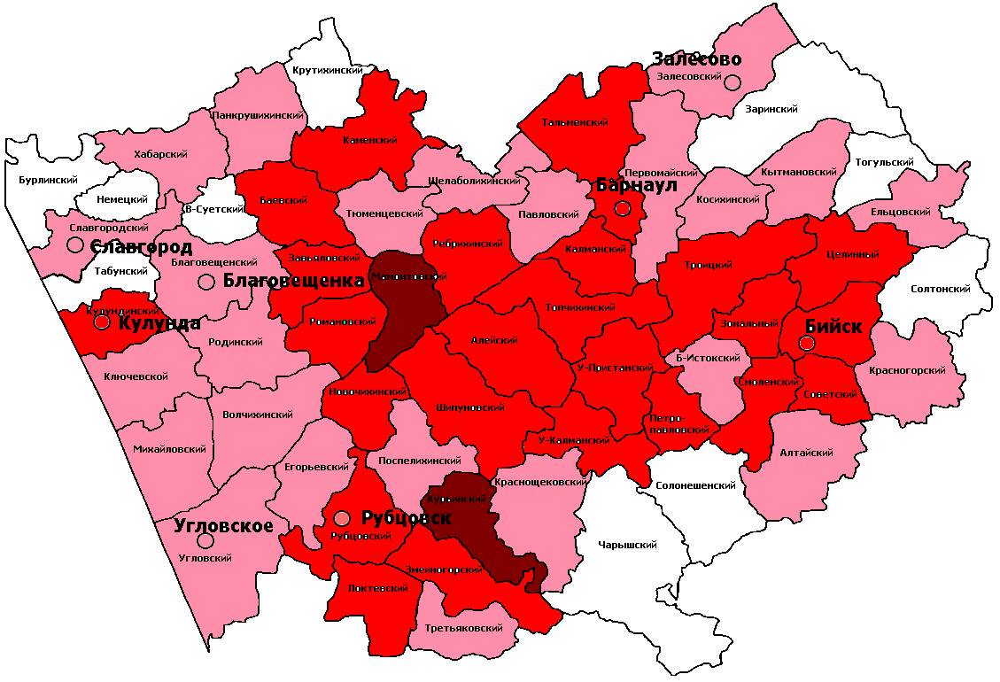 Залесово
Крутихинский
Залесовский
Заринский
Панкрушихинский
Тальменский
Каменский
Хабарский
Тогульский
Первомайский
Кытмановский
Бурлинский
Шелаболихинский
Барнаул
Немецкий
Баевский
Косихинский
В-Суетский
Тюменцевский
Павловский
Ельцовский
Славгородский
Славгород
Ребрихинский
Калманский
Целинный
Завьяловский
Благовещенский
Троицкий
Табунский
Мамонтовский
Благовещенка
Солтонский
Топчихинский
Кулундинский
Кулунда
Романовский
Зональный
Бийск
Родинский
Алейский
Б-Истокский
У-Пристанский
Красногорский
Ключевской
Смоленский
Новочихинский
Советский
Шипуновский
Волчихинский
Петро-
павловский
У-Калманский
Михайловский
Алтайский
Поспелихинский
Егорьевский
Краснощековский
Солонешенский
Курьинский
Рубцовск
Угловское
Рубцовский
Чарышский
Угловский
Змеиногорский
Локтевский
Третьяковский